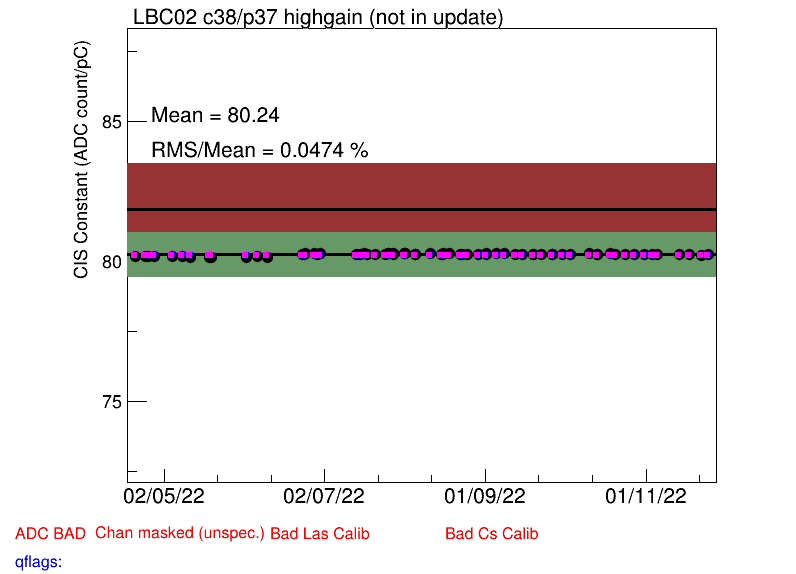 LBC02 c38/p37 highgain (not in update)
CIS Constant (ADC count/pC)
85
Mean = 80.24
RMS/Mean = 0.0474 %
80
75
02/05/22 02/07/22 01/09/22 01/11/22
ADC BAD Chan masked (unspec.) Bad Las Calib Bad Cs Calib
qflags: